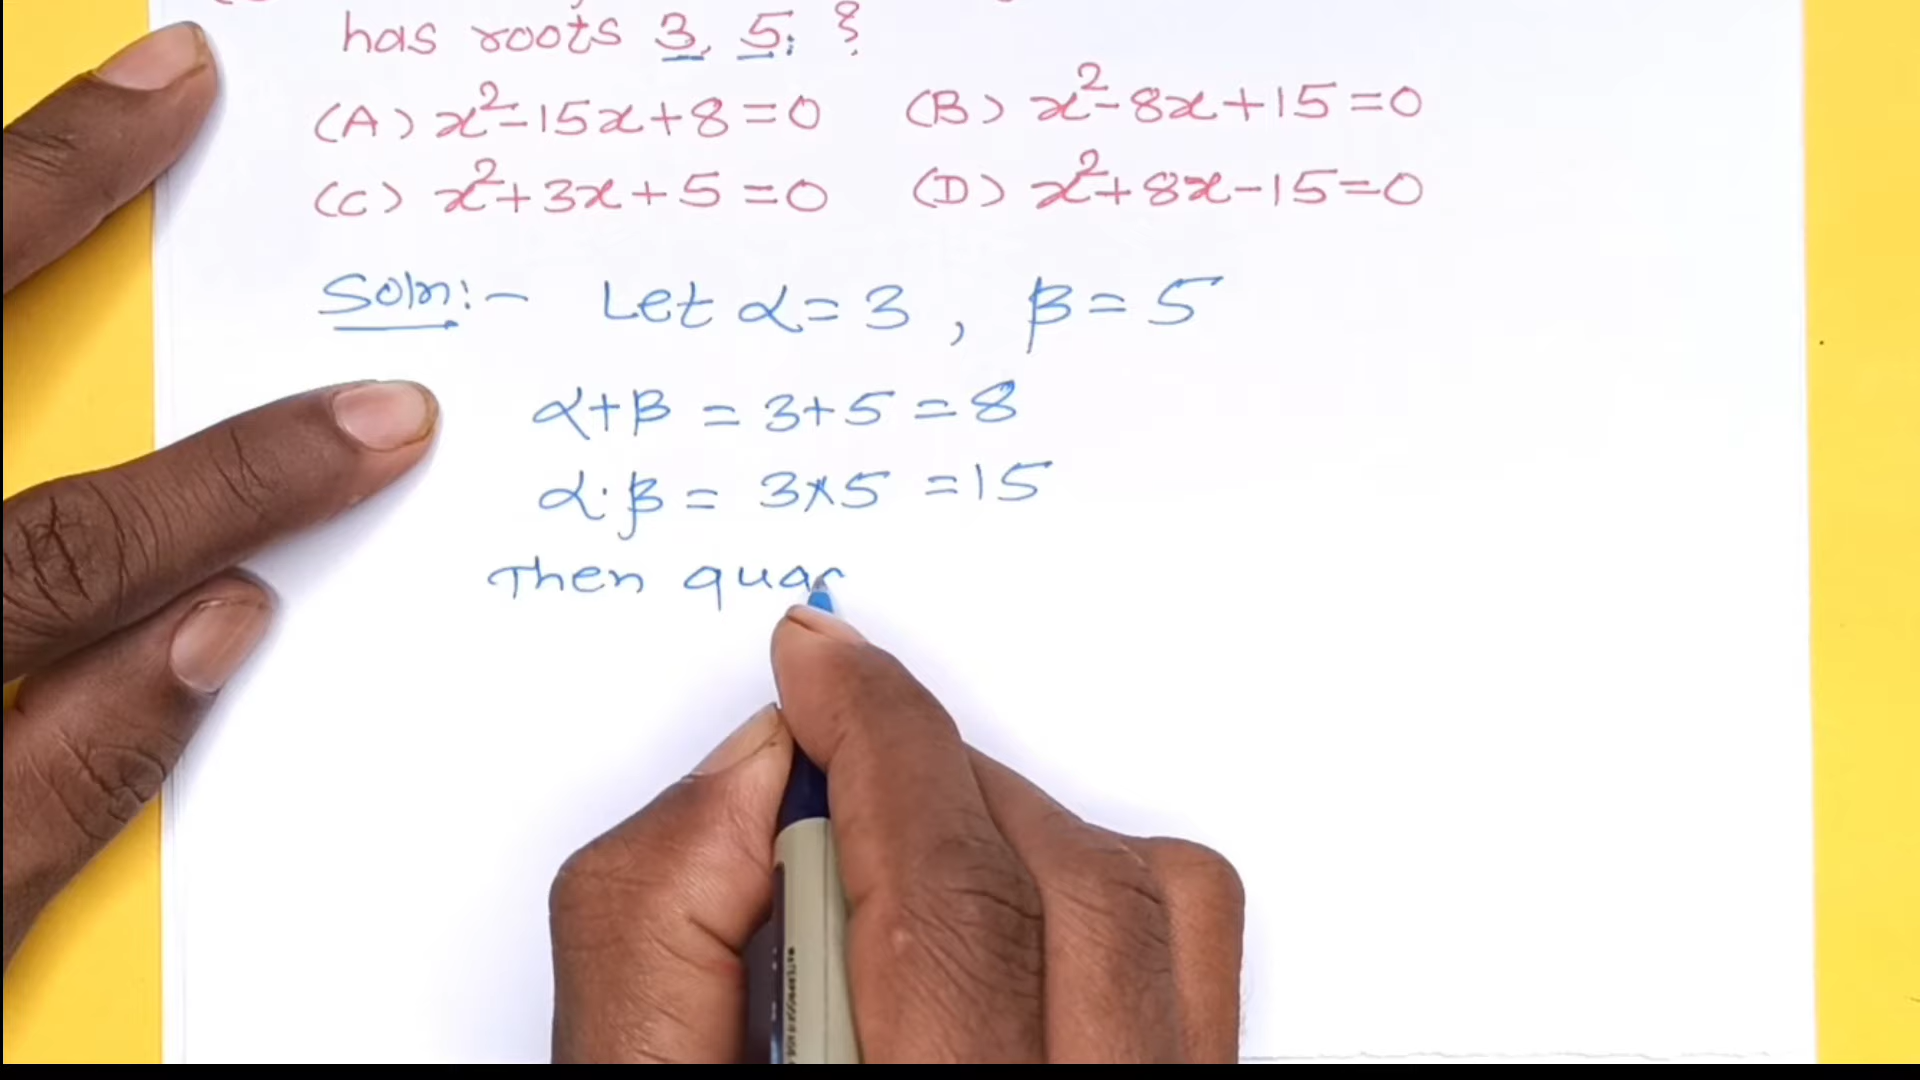 has roots 3, 5. ?
(A) x²-15x+8=0 (B) x²-8x+15=0
(C) x²+3x+5=0 (D) x²+8x-15=0
Soln:- Let α=3, β=5
α+β = 3+5 = 8
α·β = 3×5 = 15
Then